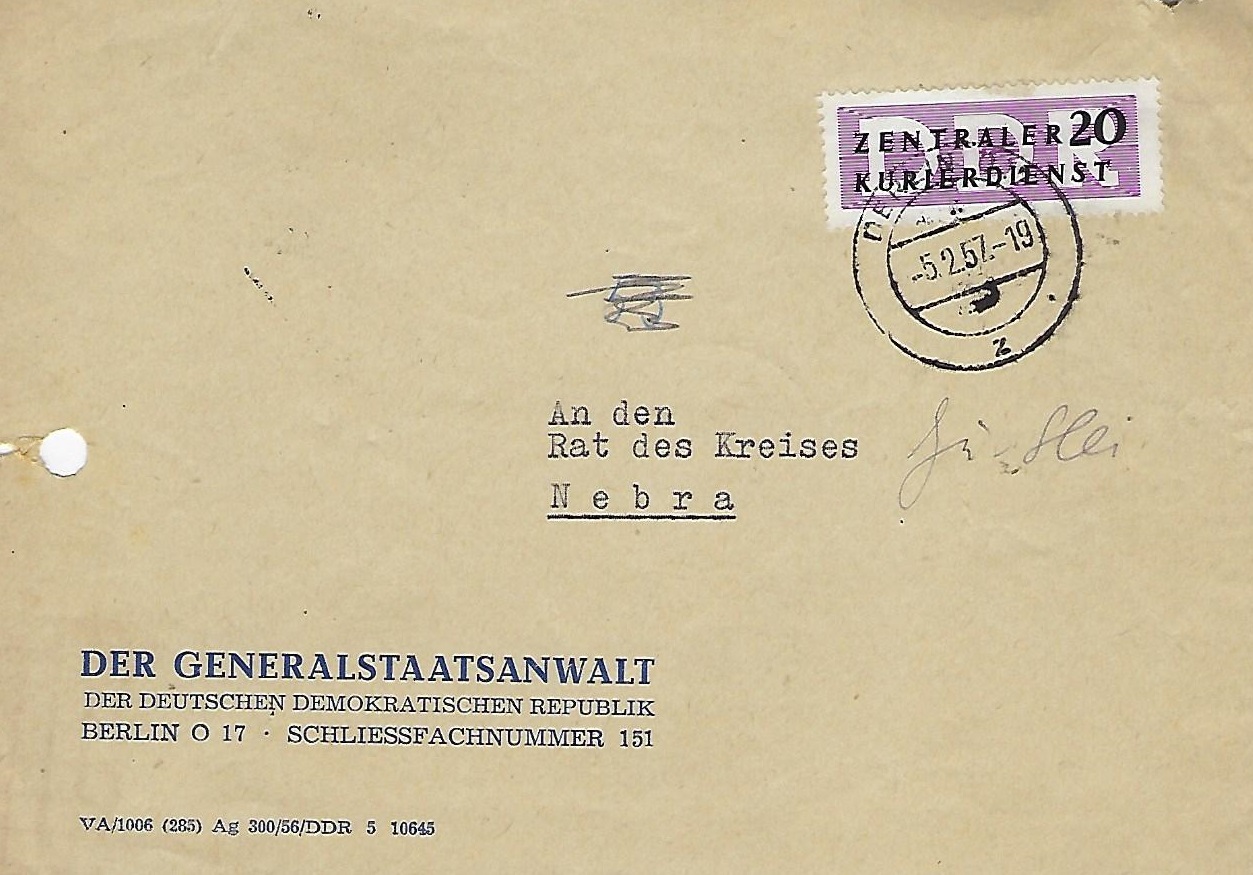 DDR
ZENTRALER 20
KURIERDIENST
-5.2.57.-19
z
An den
Rat des Kreises
Nebra
DER GENERALSTAATSANWALT
DER DEUTSCHEN DEMOKRATISCHEN REPUBLIK
BERLIN O 17 · SCHLIESSFACHNUMMER 151
VA/1006 (285) Ag 300/56/DDR 5 10645